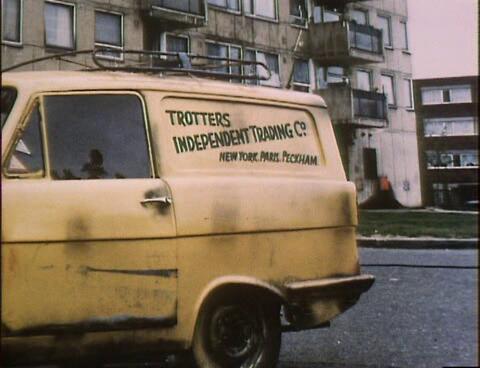 TROTTERS
INDEPENDENT TRADING CO.
NEW YORK. PARIS. PECKHAM.